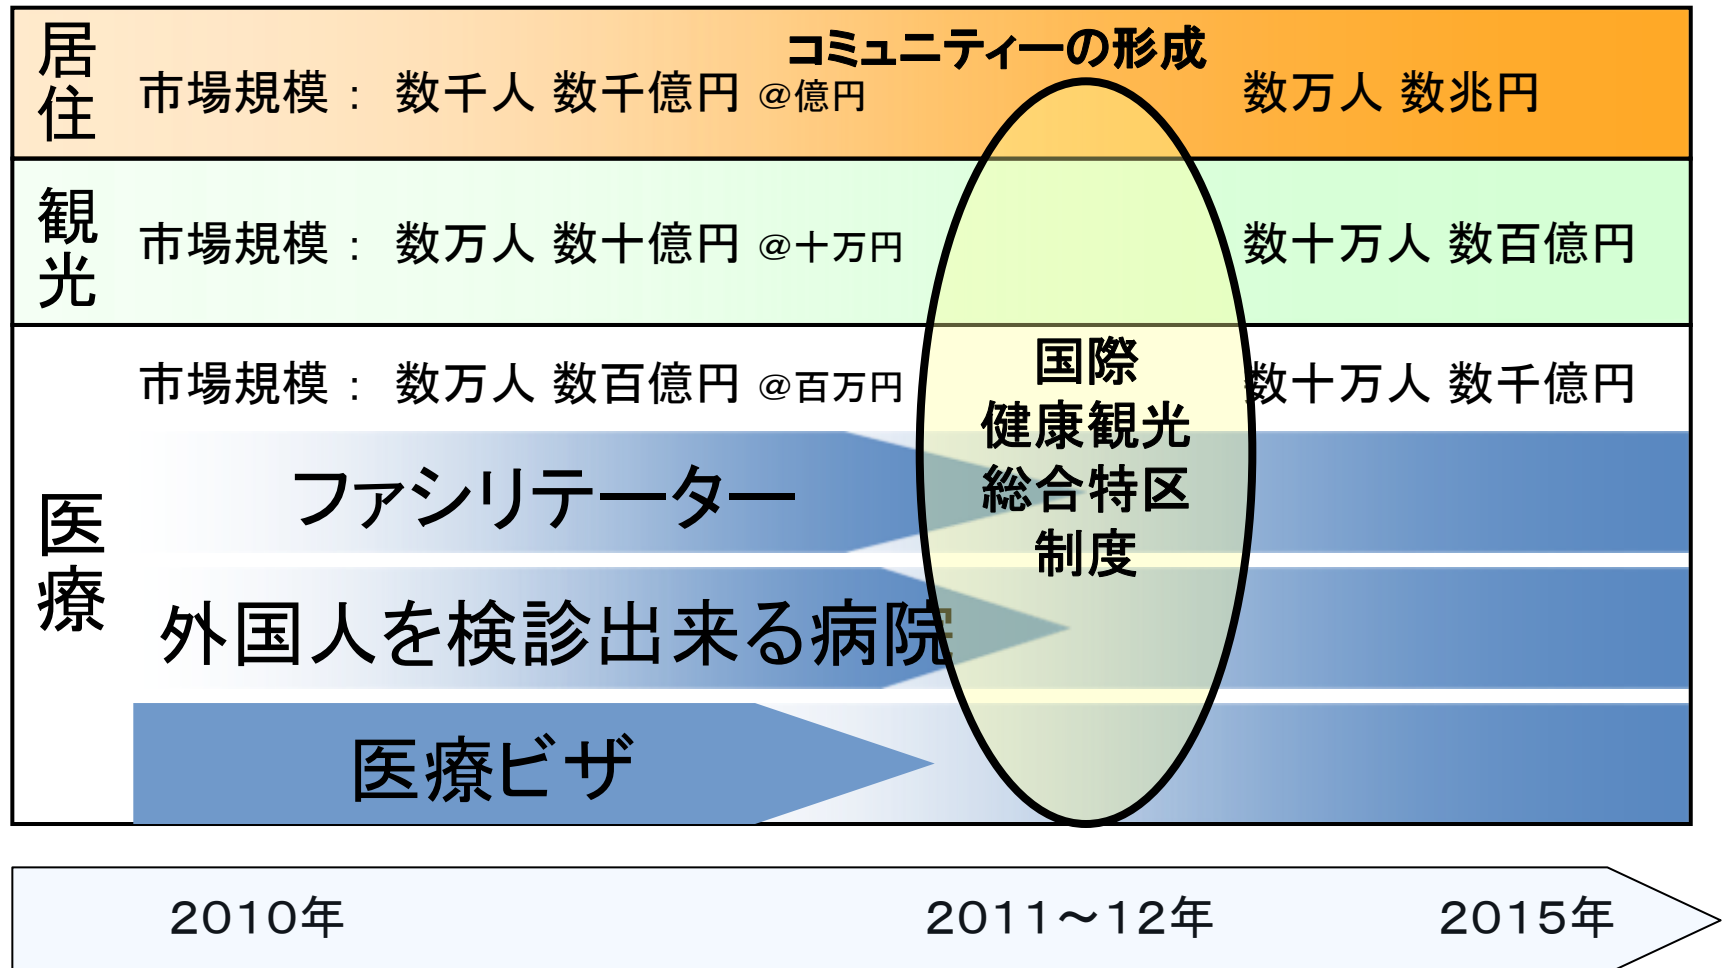 コミュニティーの形成
居住
市場規模： 数千人 数千億円 @億円 数万人 数兆円
観光
市場規模： 数万人 数十億円 @十万円 数十万人 数百億円
医療
市場規模： 数万人 数百億円 @百万円 数十万人 数千億円
国際
健康観光
総合特区
制度
ファシリテーター
外国人を検診出来る病院
医療ビザ
2010年 2011～12年 2015年